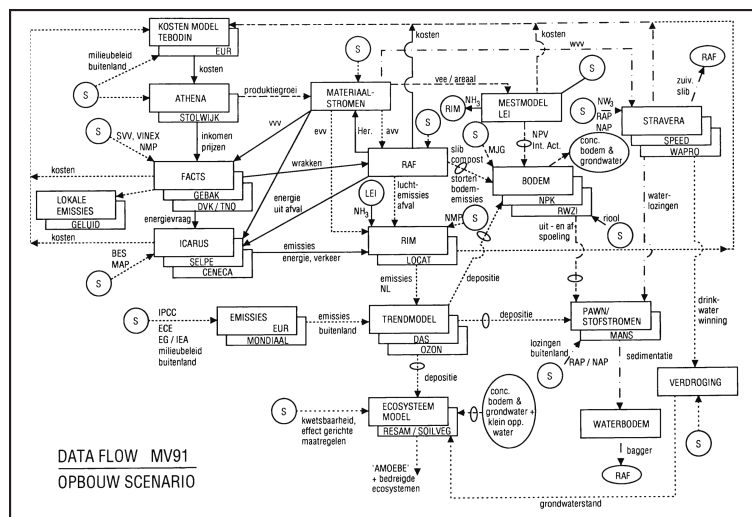 KOSTEN MODEL
TEBODIN
EUR
kosten
kosten
wvv
RAF
milieubeleid
buitenland
kosten
S
vee / areaal
S
zuiv.
slib
S
ATHENA
STOLWIJK
produktiegroei
MATERIAAL-
STROMEN
RIM
NH3
MESTMODEL
LEI
S
NW3
RAP
NAP
STRAVERA
SPEED
WAPRO
S
SVV, VINEX
NMP
inkomen
prijzen
vvv
evv
Her.
avv
S
S
MJG
NPV
Int. Act.
conc.
bodem &
grondwater
kosten
FACTS
GEBAK
DVK / TNO
wrakken
RAF
slib
compost
storten
bodem-
emissies
BODEM
NPK
RWZI
water-
lozingen
LOKALE
EMISSIES
GELUID
energie
uit afval
LEI
NH3
lucht-
emissies
afval
energievraag
kosten
ICARUS
SELPE
CENECA
RIM
LOCAT
NMP
S
riool
S
uit - en af
spoeling
BES
MAP
S
emissies
energie, verkeer
emissies
NL
depositie
S
IPCC
ECE
EG / IEA
milieubeleid
buitenland
EMISSIES
EUR
MONDIAAL
emissies
buitenland
TRENDMODEL
DAS
OZON
depositie
PAWN/
STOFSTROMEN
MANS
drink-
water
winning
lozingen
buitenland
RAP / NAP
S
sedimentatie
depositie
VERDROGING
S
kwetsbaarheid,
effect gerichte
maatregelen
ECOSYSTEEM
MODEL
RESAM / SOILVEG
conc.
bodem &
grondwater +
klein opp.
water
WATERBODEM
S
bagger
RAF
'AMOEBE'
+ bedreigde
ecosystemen
grondwaterstand
DATA FLOW MV91
OPBOUW SCENARIO